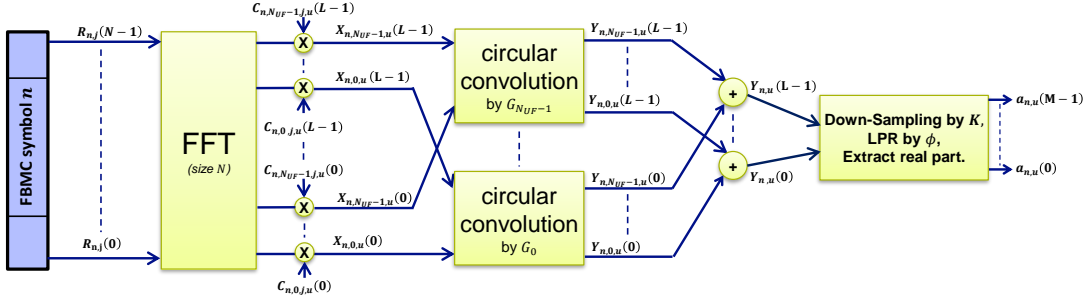 FBMC symbol n
R_{n,j}(N − 1)
R_{n,j}(0)
FFT
(size N)
C_{n,N_{UF}−1,j,u}(L − 1)
X
X_{n,N_{UF}−1,u}(L − 1)
X
X_{n,0,u}(L − 1)
C_{n,0,j,u}(L − 1)
C_{n,N_{UF}−1,j,u}(0)
X
X_{n,N_{UF}−1,u}(0)
X
X_{n,0,u}(0)
C_{n,0,j,u}(0)
circular
convolution
by G_{N_{UF}−1}
circular
convolution
by G_0
Y_{n,N_{UF}−1,u}(L − 1)
Y_{n,0,u}(L − 1)
Y_{n,N_{UF}−1,u}(0)
Y_{n,0,u}(0)
+
+
Y_{n,u}(L − 1)
Y_{n,u}(0)
Down-Sampling by K,
LPR by ϕ,
Extract real part.
a_{n,u}(M − 1)
a_{n,u}(0)